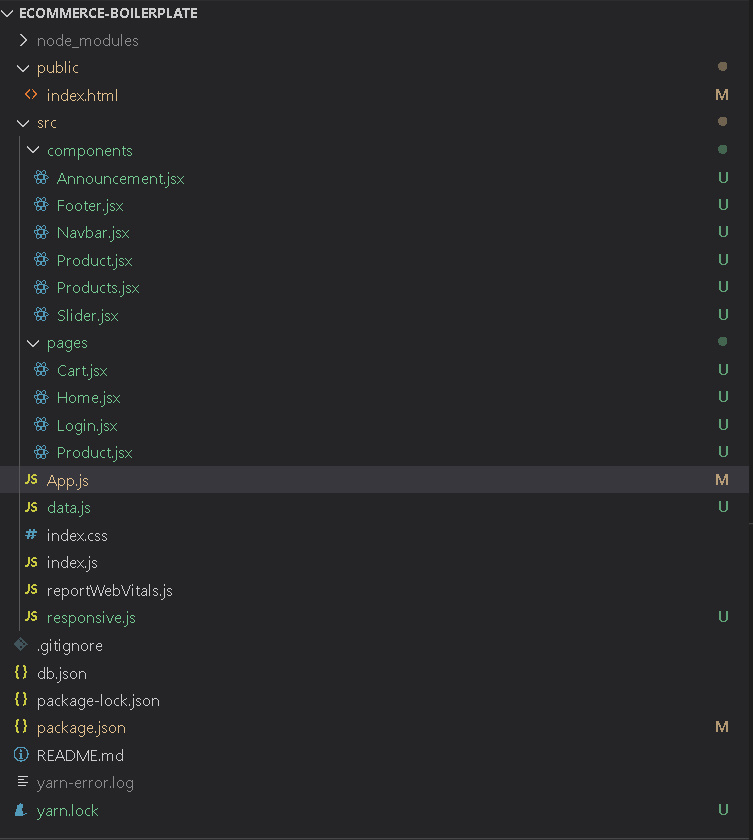 ECOMMERCE-BOILERPLATE
node_modules
public
<> index.html M
src
components
Announcement.jsx U
Footer.jsx U
Navbar.jsx U
Product.jsx U
Products.jsx U
Slider.jsx U
pages
Cart.jsx U
Home.jsx U
Login.jsx U
Product.jsx U
JS App.js M
JS data.js U
# index.css
JS index.js
JS reportWebVitals.js
JS responsive.js U
.gitignore
{} db.json
{} package-lock.json
{} package.json M
README.md
yarn-error.log
yarn.lock U